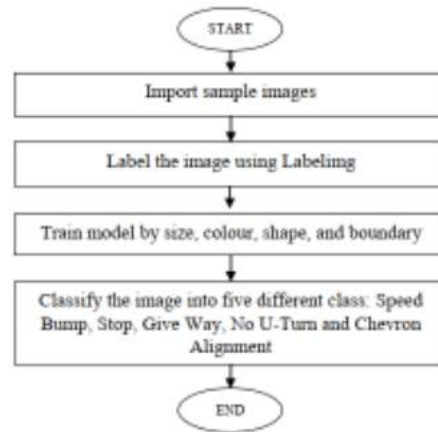 START
Import sample images
Label the image using Labelimg
Train model by size, colour, shape, and boundary
Classify the image into five different class: Speed
Bump, Stop, Give Way, No U-Turn and Chevron
Alignment
END